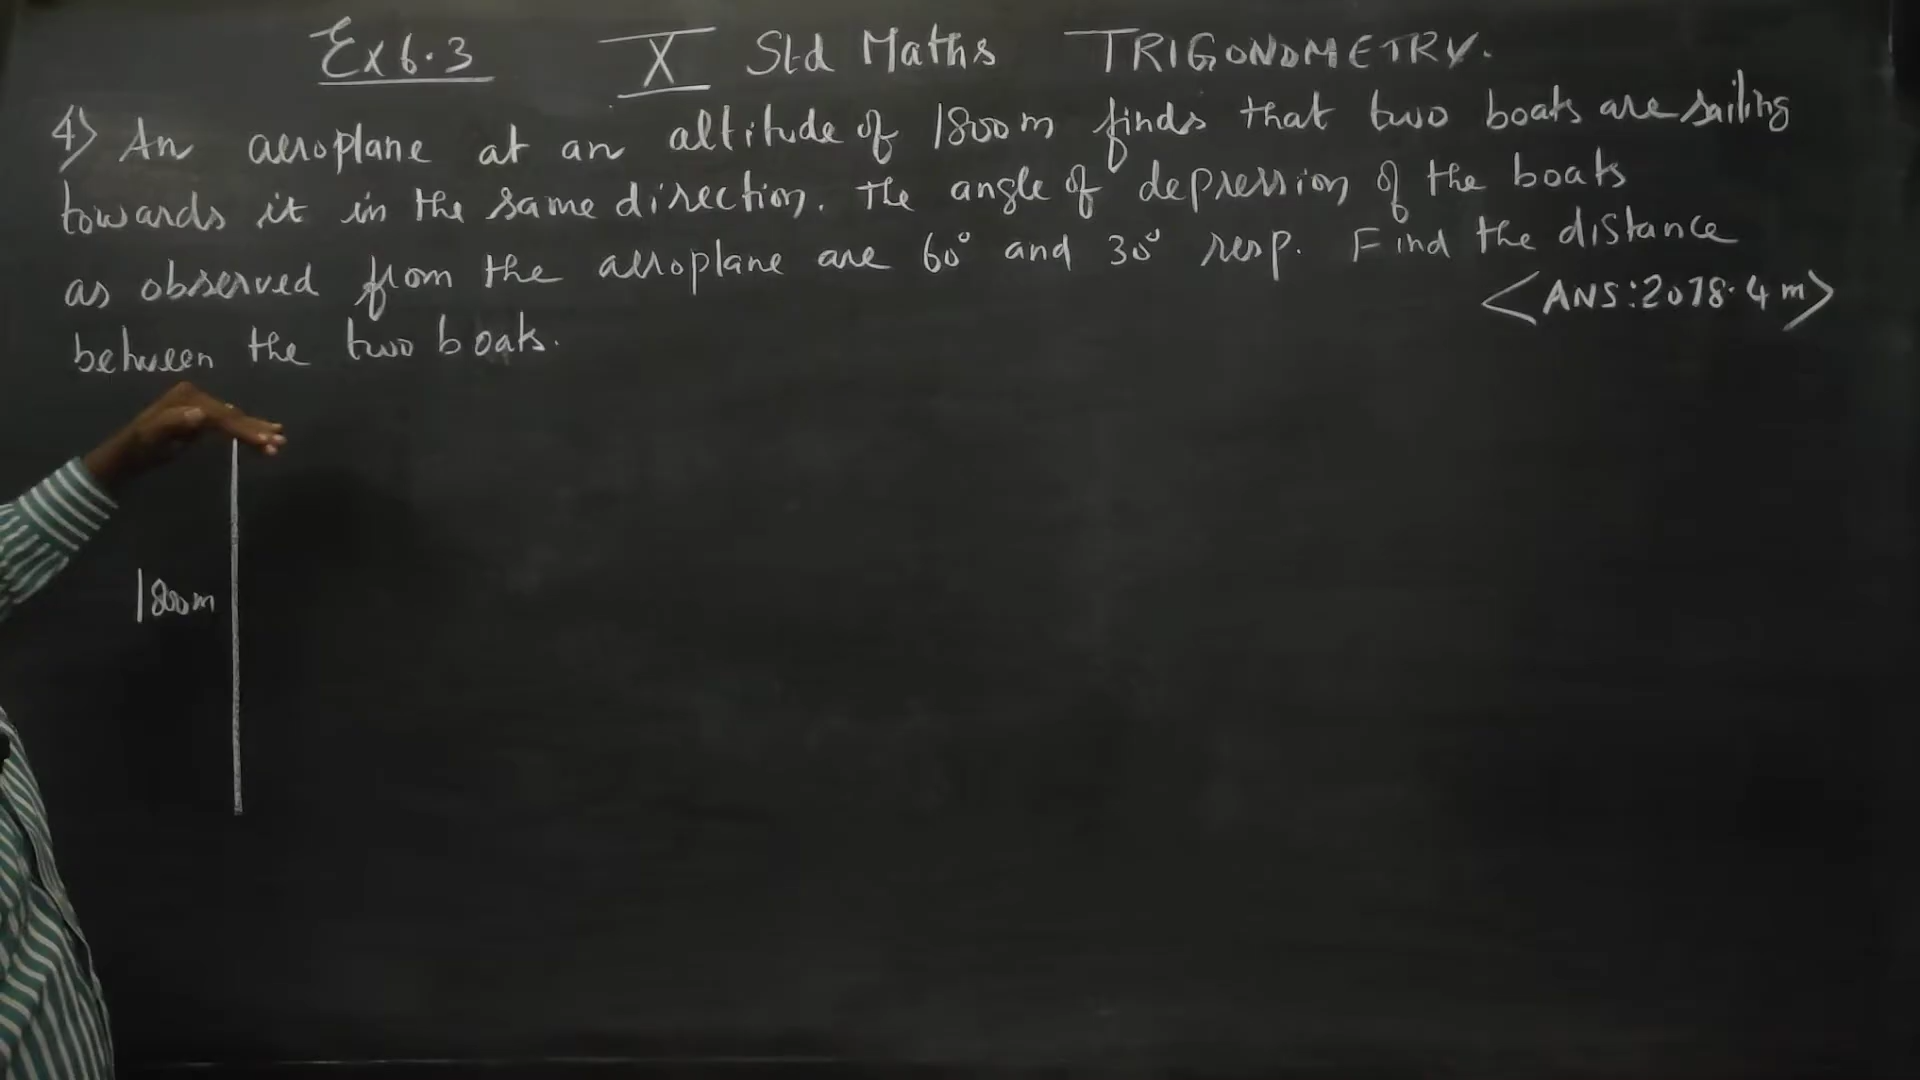 Ex 6.3 X Std Maths TRIGONOMETRY.
4) An aeroplane at an altitude of 1800m finds that two boats are sailing
towards it in the same direction. The angle of depression of the boats
as observed from the aeroplane are 60° and 30° resp. Find the distance
<ANS:2078.4 m>
between the two boats.
1800m